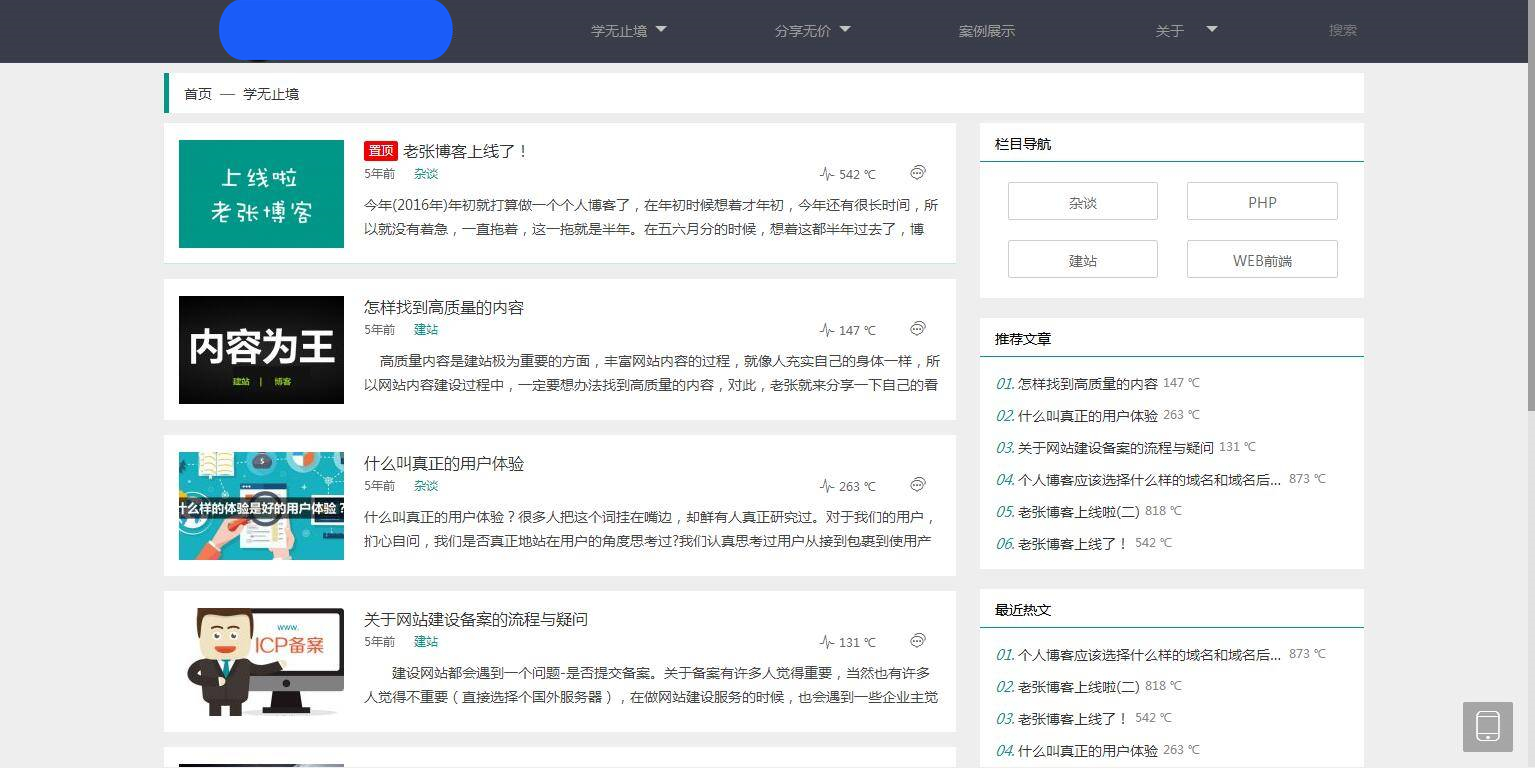 学无止境 分享无价 案例展示 关于 搜索
首页 — 学无止境
上线啦
老张博客
置顶 老张博客上线了！
5年前 杂谈 542 ℃
今年(2016年)年初就打算做一个个人博客了，在年初时候想着才年初，今年还有很长时间，所
以就没有着急，一直拖着，这一拖就是半年。在五六月分的时候，想着这都半年过去了，博
内容为王
建站 | 博客
怎样找到高质量的内容
5年前 建站 147 ℃
高质量内容是建站极为重要的方面，丰富网站内容的过程，就像人充实自己的身体一样，所
以网站内容建设过程中，一定要想办法找到高质量的内容，对此，老张就来分享一下自己的看
什么样的体验是好的用户体验？
什么叫真正的用户体验
5年前 杂谈 263 ℃
什么叫真正的用户体验？很多人把这个词挂在嘴边，却鲜有人真正研究过。对于我们的用户，
扪心自问，我们是否真正地站在用户的角度思考过?我们认真思考过用户从接到包裹到使用产
www.
ICP备案
关于网站建设备案的流程与疑问
5年前 建站 131 ℃
建设网站都会遇到一个问题-是否提交备案。关于备案有许多人觉得重要，当然也有许多
人觉得不重要（直接选择个国外服务器），在做网站建设服务的时候，也会遇到一些企业主觉
栏目导航
杂谈 PHP
建站 WEB前端
推荐文章
01. 怎样找到高质量的内容 147 ℃
02. 什么叫真正的用户体验 263 ℃
03. 关于网站建设备案的流程与疑问 131 ℃
04. 个人博客应该选择什么样的域名和域名后... 873 ℃
05. 老张博客上线啦(二) 818 ℃
06. 老张博客上线了！ 542 ℃
最近热文
01. 个人博客应该选择什么样的域名和域名后... 873 ℃
02. 老张博客上线啦(二) 818 ℃
03. 老张博客上线了！ 542 ℃
04. 什么叫真正的用户体验 263 ℃